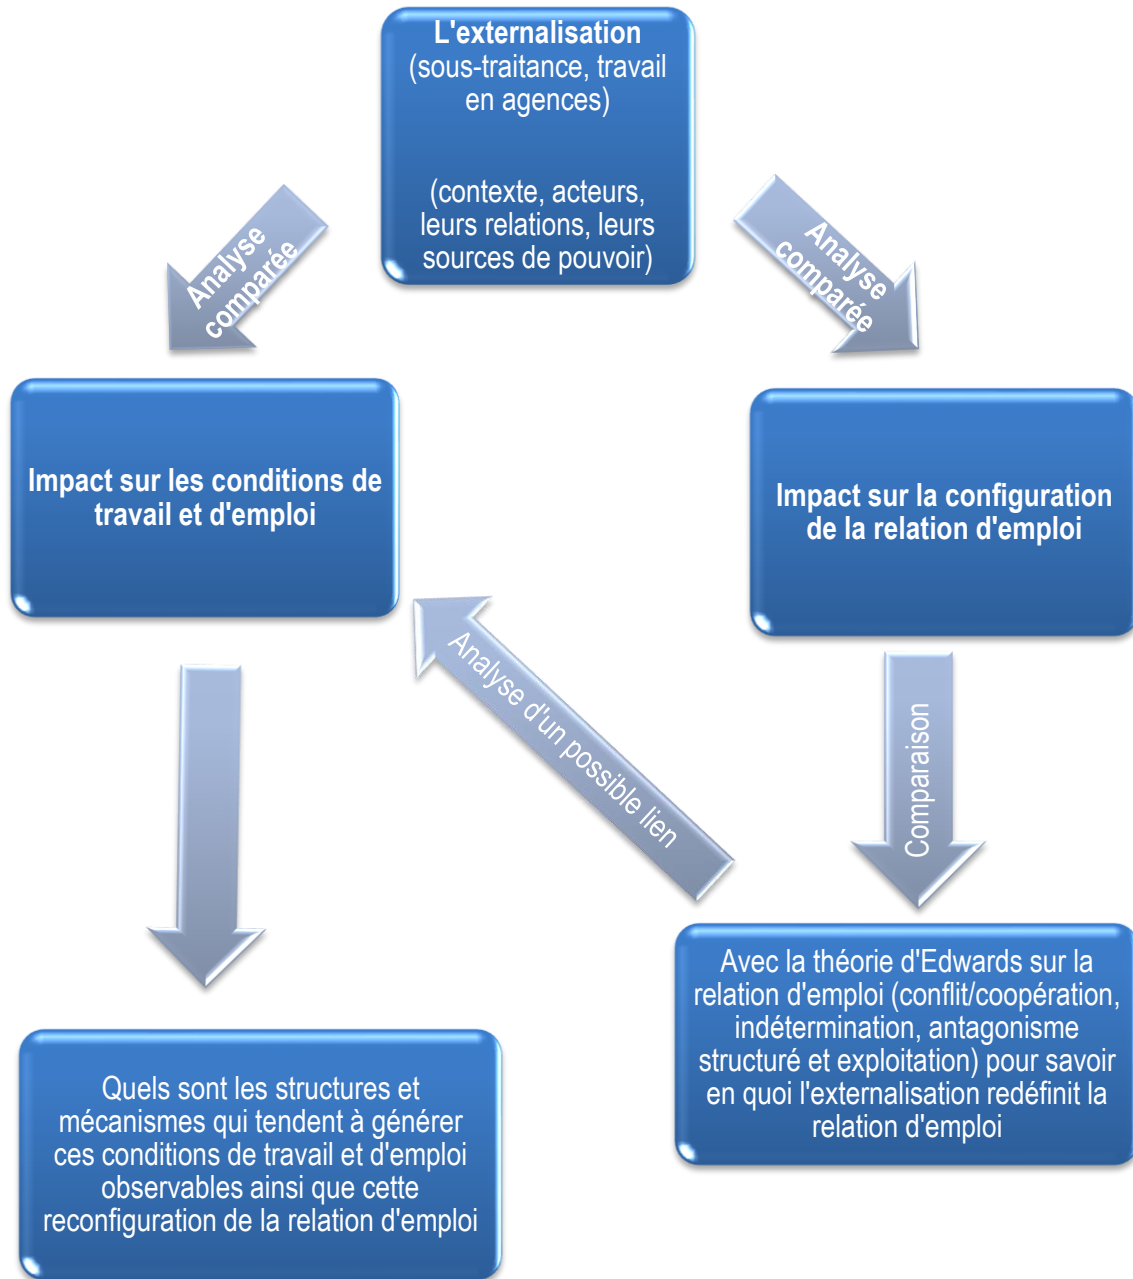 L'externalisation
(sous-traitance, travail
en agences)
(contexte, acteurs,
leurs relations, leurs
sources de pouvoir)
Analyse
comparée
Analyse
comparée
Impact sur les conditions de
travail et d'emploi
Impact sur la configuration
de la relation d'emploi
Analyse d'un possible lien
Comparaison
Avec la théorie d'Edwards sur la
relation d'emploi (conflit/coopération,
indétermination, antagonisme
structuré et exploitation) pour savoir
en quoi l'externalisation redéfinit la
relation d'emploi
Quels sont les structures et
mécanismes qui tendent à générer
ces conditions de travail et d'emploi
observables ainsi que cette
reconfiguration de la relation d'emploi